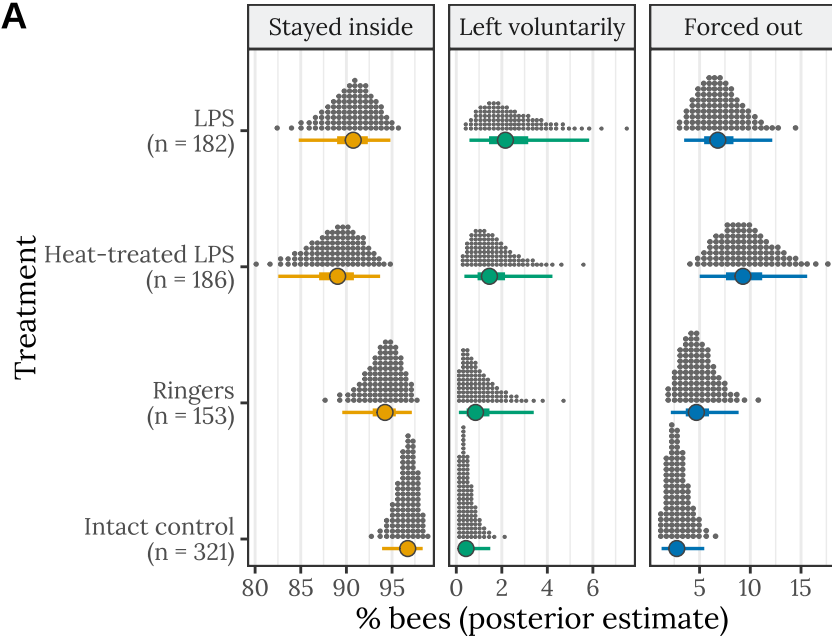 A
Stayed inside
Left voluntarily
Forced out
Treatment
LPS
(n = 182)
Heat-treated LPS
(n = 186)
Ringers
(n = 153)
Intact control
(n = 321)
80 85 90 95
0 2 4 6
5 10 15
% bees (posterior estimate)